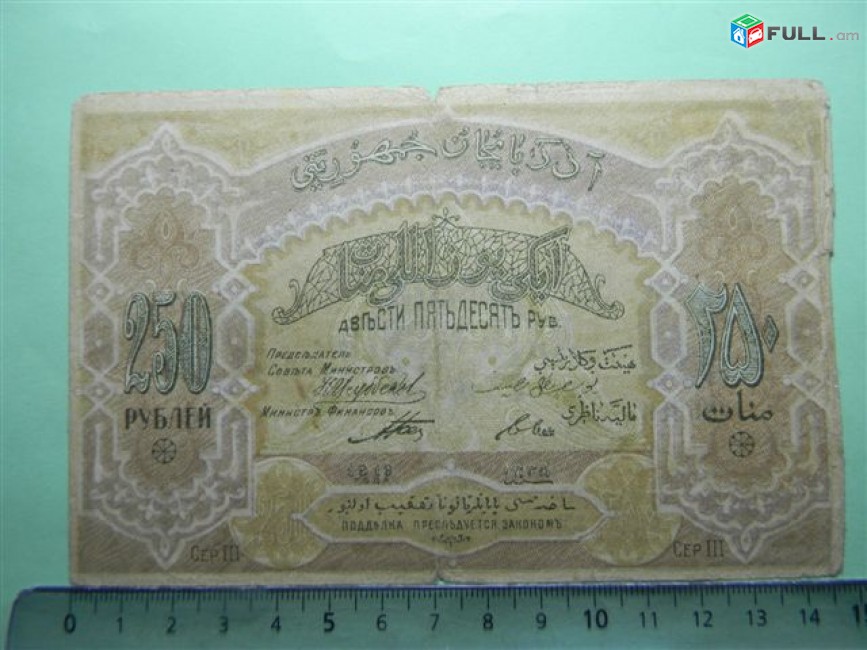 FULL.am
آذربایجان جمهوریتی
ایکی یوز اللی منات
ДВѢСТИ ПЯТЬДЕСЯТЪ РУБ.
250
РУБЛЕЙ
۲۵۰
منات
Предсѣдатель
Совѣта Министровъ
Министръ Финансовъ
مالیه ناظری
1919
ПОДДѢЛКА ПРЕСЛѢДУЕТСЯ ЗАКОНОМЪ
Сер III
Сер III
0 1 2 3 4 5 6 7 8 9 10 11 12 13 14